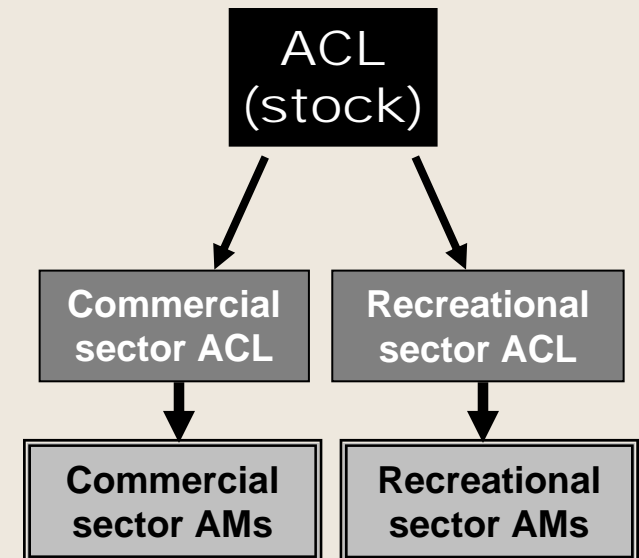 ACL
(stock)
Commercial
sector ACL
Recreational
sector ACL
Commercial
sector AMs
Recreational
sector AMs